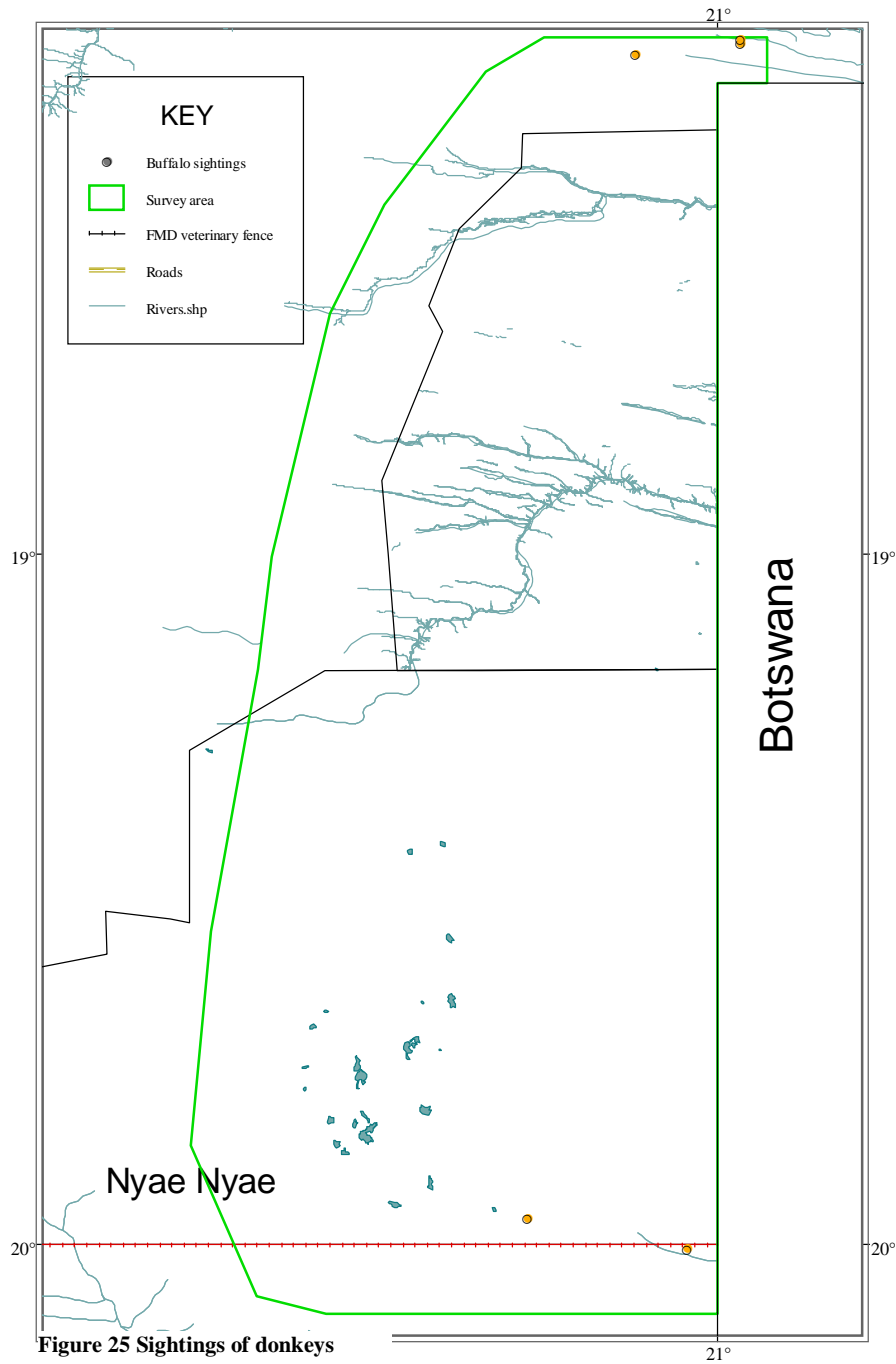 21°
KEY
Buffalo sightings
Survey area
FMD veterinary fence
Roads
Rivers.shp
19°
19°
Botswana
Nyae Nyae
20°
20°
Figure 25 Sightings of donkeys
21°